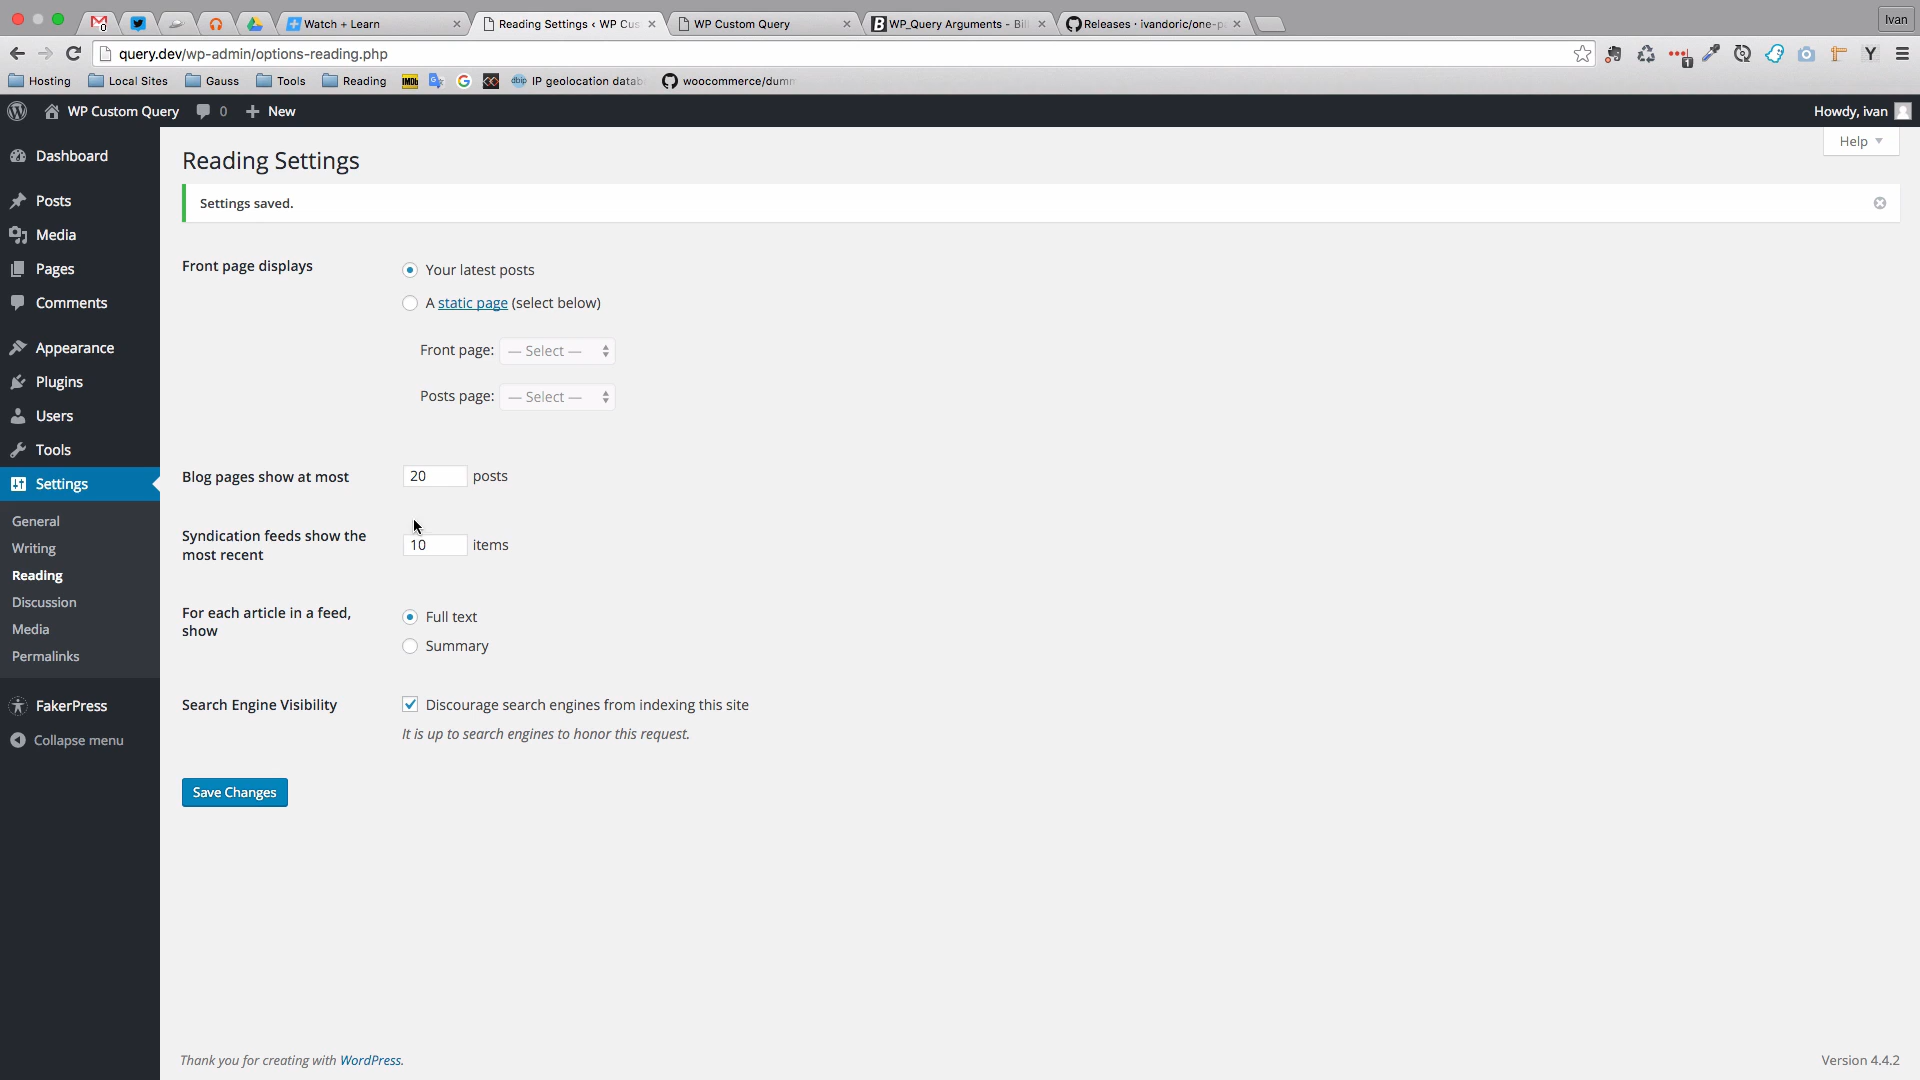 0
Watch + Learn
Reading Settings ‹ WP Cus
WP Custom Query
B WP_Query Arguments - Bil
Releases · ivandoric/one-p
Ivan
query.dev/wp-admin/options-reading.php
1
Y
Hosting
Local Sites
Gauss
Tools
Reading
IMDb
G
dbip IP geolocation datab
woocommerce/dumm
WP Custom Query
0
New
Howdy, ivan
Help
Dashboard
Posts
Media
Pages
Comments
Appearance
Plugins
Users
Tools
Settings
General
Writing
Reading
Discussion
Media
Permalinks
FakerPress
Collapse menu
Reading Settings
Settings saved.
Front page displays
Your latest posts
A static page (select below)
Front page: — Select —
Posts page: — Select —
Blog pages show at most 20 posts
Syndication feeds show the
most recent
10 items
For each article in a feed,
show
Full text
Summary
Search Engine Visibility
Discourage search engines from indexing this site
It is up to search engines to honor this request.
Save Changes
Thank you for creating with WordPress.
Version 4.4.2